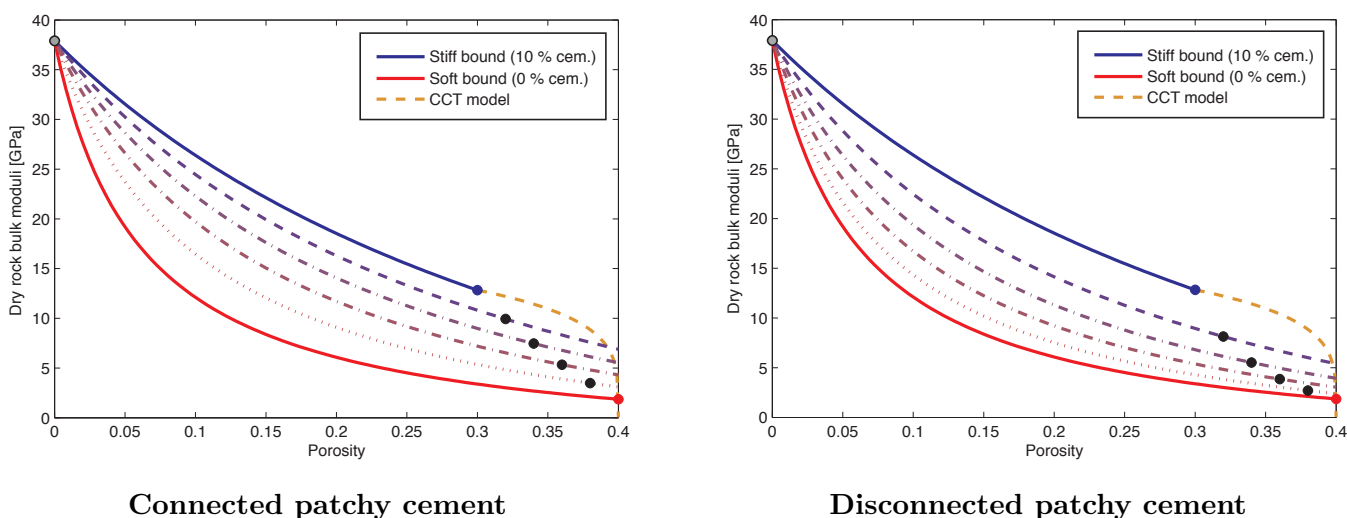 40
35
30
25
20
15
10
5
0
Dry rock bulk moduli [GPa]
Stiff bound (10 % cem.)
Soft bound (0 % cem.)
CCT model
0 0.05 0.1 0.15 0.2 0.25 0.3 0.35 0.4
Porosity
Connected patchy cement
40
35
30
25
20
15
10
5
0
Dry rock bulk moduli [GPa]
Stiff bound (10 % cem.)
Soft bound (0 % cem.)
CCT model
0 0.05 0.1 0.15 0.2 0.25 0.3 0.35 0.4
Porosity
Disconnected patchy cement